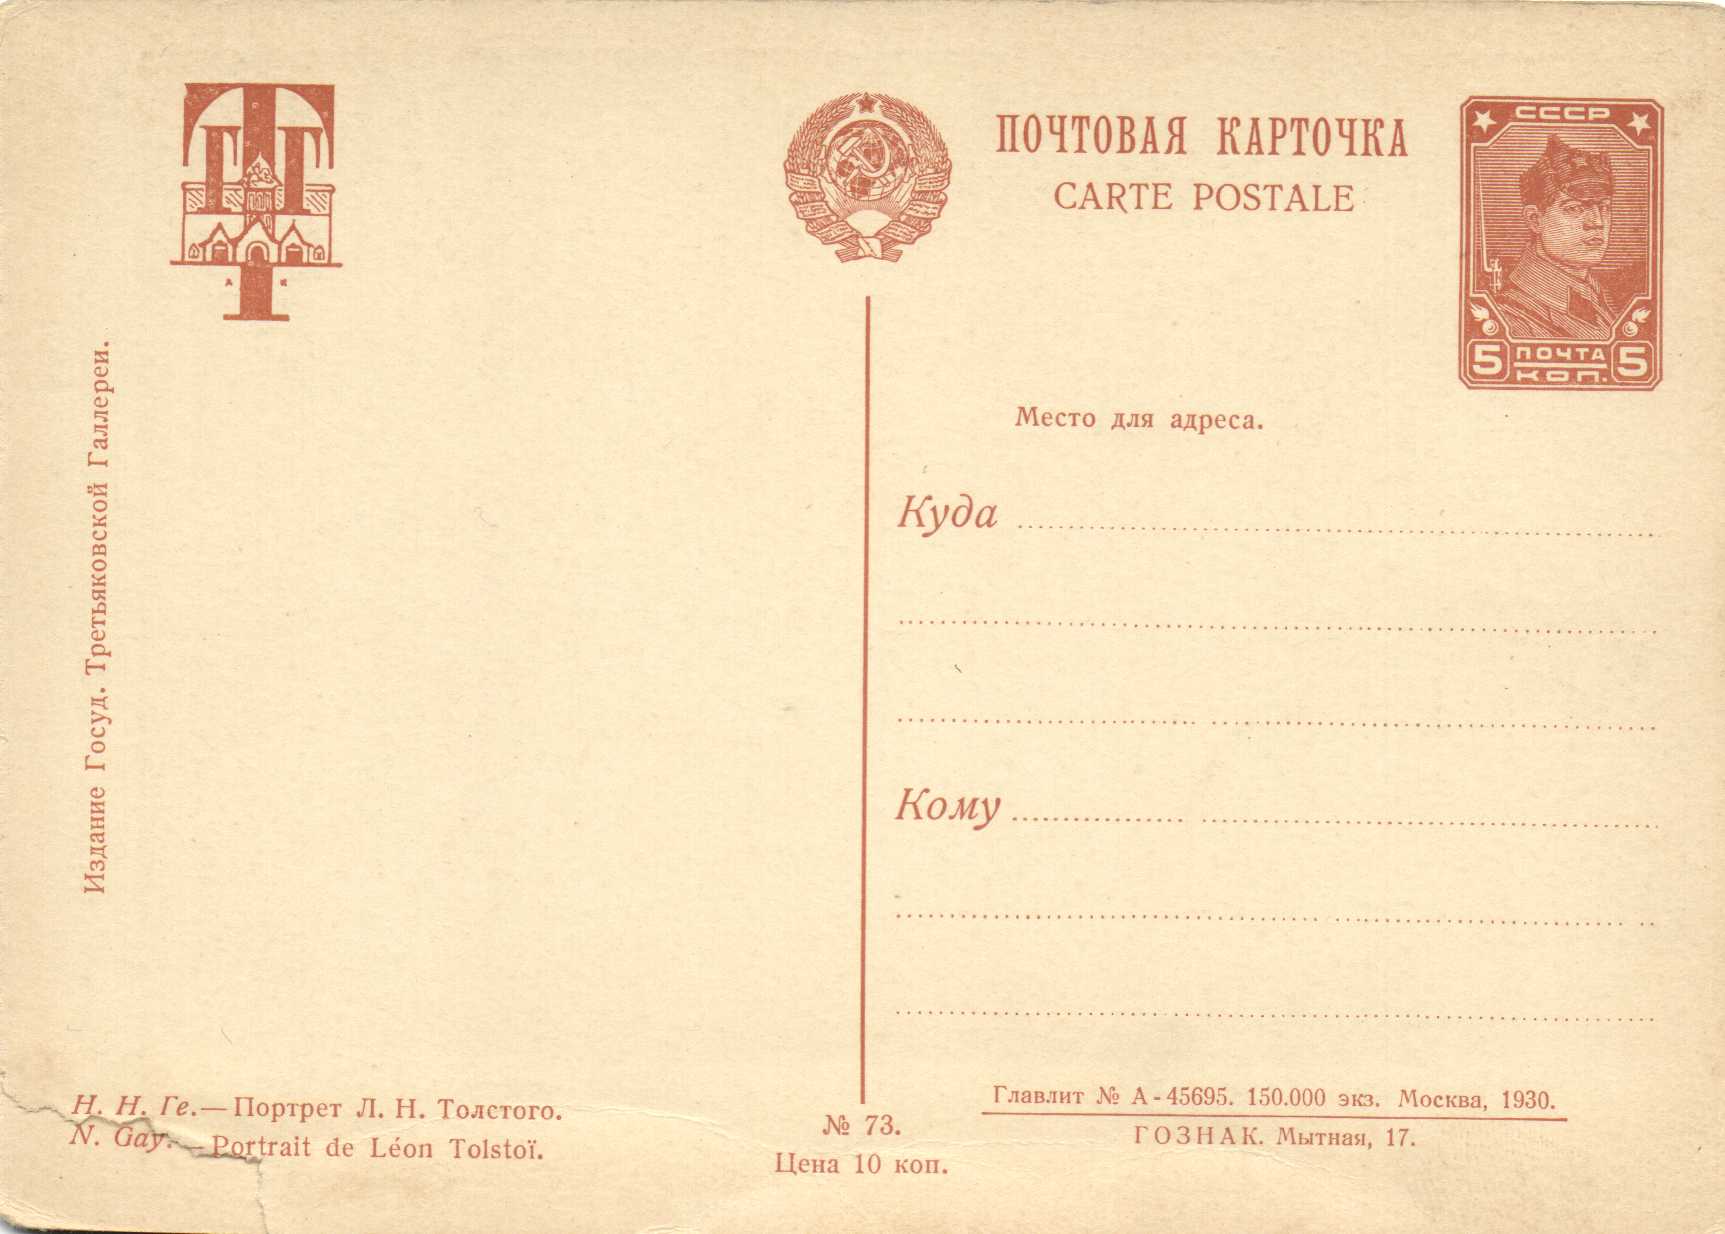 ТГГ
ПОЧТОВАЯ КАРТОЧКА
CARTE POSTALE
СССР
5 ПОЧТА 5
КОП.
Место для адреса.
Куда
Кому
Издание Госуд. Третьяковской Галлереи.
Н. Н. Ге.—Портрет Л. Н. Толстого.
N. Gay.—Portrait de Léon Tolstoï.
№ 73.
Цена 10 коп.
Главлит № А-45695. 150.000 экз. Москва, 1930.
ГОЗНАК. Мытная, 17.